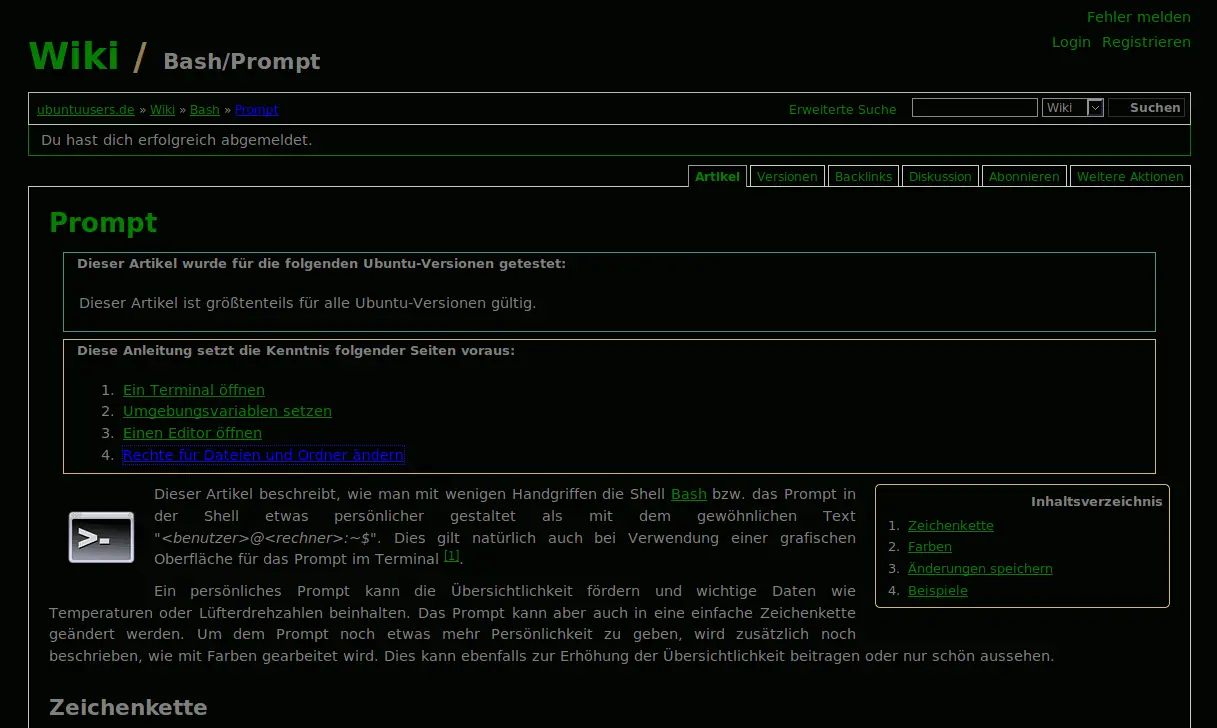 Fehler melden
Login Registrieren
Wiki / Bash/Prompt
ubuntuusers.de » Wiki » Bash » Prompt
Erweiterte Suche Wiki Suchen
Du hast dich erfolgreich abgemeldet.
Artikel Versionen Backlinks Diskussion Abonnieren Weitere Aktionen
Prompt
Dieser Artikel wurde für die folgenden Ubuntu-Versionen getestet:
Dieser Artikel ist größtenteils für alle Ubuntu-Versionen gültig.
Diese Anleitung setzt die Kenntnis folgender Seiten voraus:
1. Ein Terminal öffnen
2. Umgebungsvariablen setzen
3. Einen Editor öffnen
4. Rechte für Dateien und Ordner ändern
Dieser Artikel beschreibt, wie man mit wenigen Handgriffen die Shell Bash bzw. das Prompt in
der Shell etwas persönlicher gestaltet als mit dem gewöhnlichen Text
"<benutzer>@<rechner>:~$". Dies gilt natürlich auch bei Verwendung einer grafischen
Oberfläche für das Prompt im Terminal [1].
Ein persönliches Prompt kann die Übersichtlichkeit fördern und wichtige Daten wie
Temperaturen oder Lüfterdrehzahlen beinhalten. Das Prompt kann aber auch in eine einfache Zeichenkette
geändert werden. Um dem Prompt noch etwas mehr Persönlichkeit zu geben, wird zusätzlich noch
beschrieben, wie mit Farben gearbeitet wird. Dies kann ebenfalls zur Erhöhung der Übersichtlichkeit beitragen oder nur schön aussehen.
Inhaltsverzeichnis
1. Zeichenkette
2. Farben
3. Änderungen speichern
4. Beispiele
Zeichenkette